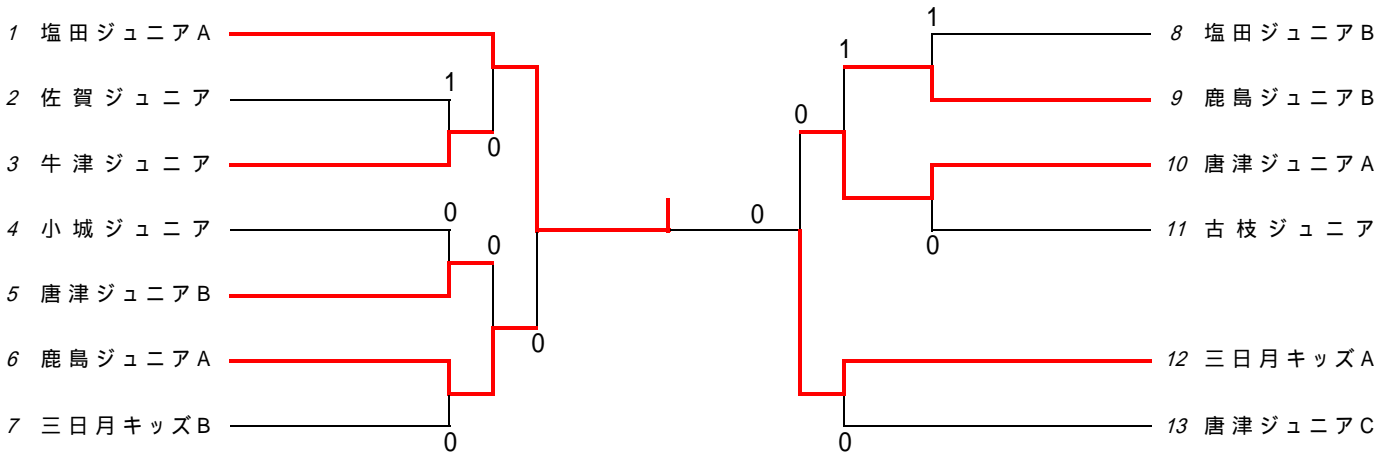 1 塩田ジュニアA
2 佐賀ジュニア
3 牛津ジュニア
4 小城ジュニア
5 唐津ジュニアB
6 鹿島ジュニアA
7 三日月キッズB
1
0
0
0
0
0
0
0
1
1
0
0
8 塩田ジュニアB
9 鹿島ジュニアB
10 唐津ジュニアA
11 古枝ジュニア
12 三日月キッズA
13 唐津ジュニアC